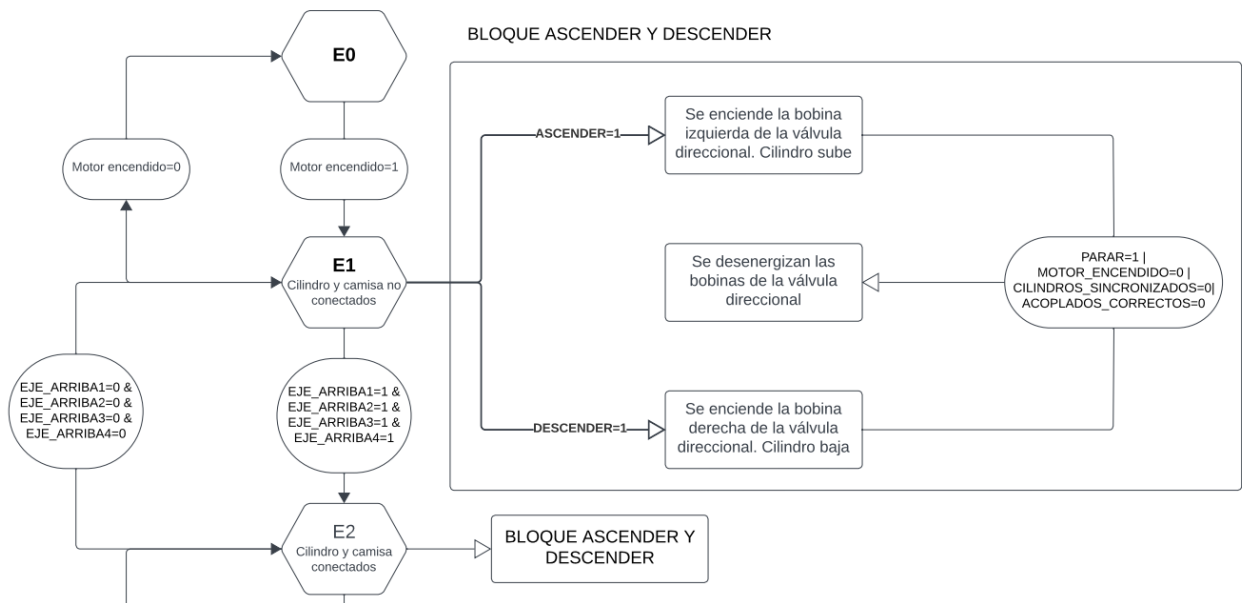 BLOQUE ASCENDER Y DESCENDER
E0
Motor encendido=0
Motor encendido=1
E1
Cilindro y camisa no
conectados
ASCENDER=1
Se enciende la bobina
izquierda de la válvula
direccional. Cilindro sube
Se desenergizan las
bobinas de la válvula
direccional
PARAR=1 |
MOTOR_ENCENDIDO=0 |
CILINDROS_SINCRONIZADOS=0|
ACOPLADOS_CORRECTOS=0
DESCENDER=1
Se enciende la bobina
derecha de la válvula
direccional. Cilindro baja
EJE_ARRIBA1=0 &
EJE_ARRIBA2=0 &
EJE_ARRIBA3=0 &
EJE_ARRIBA4=0
EJE_ARRIBA1=1 &
EJE_ARRIBA2=1 &
EJE_ARRIBA3=1 &
EJE_ARRIBA4=1
E2
Cilindro y camisa
conectados
BLOQUE ASCENDER Y
DESCENDER